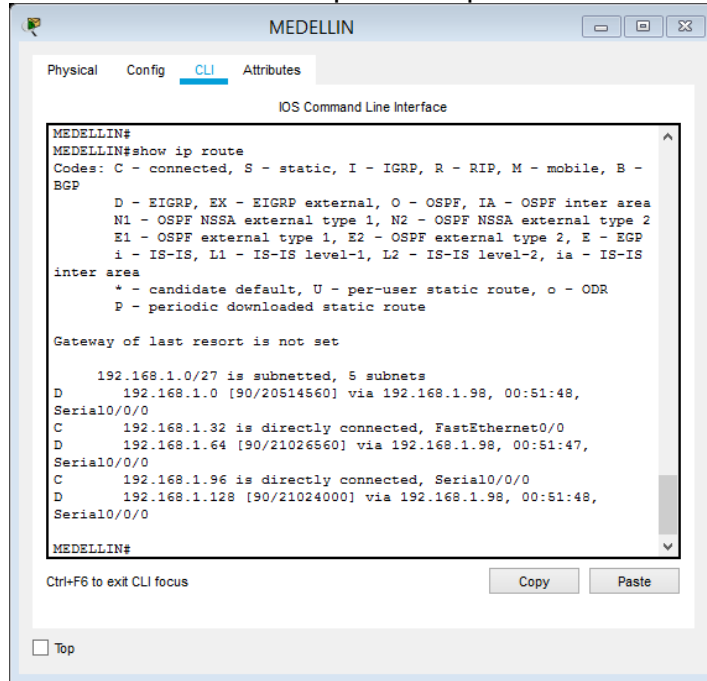 MEDELLIN
Physical Config CLI Attributes
IOS Command Line Interface
MEDELLIN#
MEDELLIN#show ip route
Codes: C - connected, S - static, I - IGRP, R - RIP, M - mobile, B -
BGP
D - EIGRP, EX - EIGRP external, O - OSPF, IA - OSPF inter area
N1 - OSPF NSSA external type 1, N2 - OSPF NSSA external type 2
E1 - OSPF external type 1, E2 - OSPF external type 2, E - EGP
i - IS-IS, L1 - IS-IS level-1, L2 - IS-IS level-2, ia - IS-IS
inter area
* - candidate default, U - per-user static route, o - ODR
P - periodic downloaded static route
Gateway of last resort is not set
192.168.1.0/27 is subnetted, 5 subnets
D 192.168.1.0 [90/20514560] via 192.168.1.98, 00:51:48,
Serial0/0/0
C 192.168.1.32 is directly connected, FastEthernet0/0
D 192.168.1.64 [90/21026560] via 192.168.1.98, 00:51:47,
Serial0/0/0
C 192.168.1.96 is directly connected, Serial0/0/0
D 192.168.1.128 [90/21024000] via 192.168.1.98, 00:51:48,
Serial0/0/0
MEDELLIN#
Ctrl+F6 to exit CLI focus
Copy Paste
Top